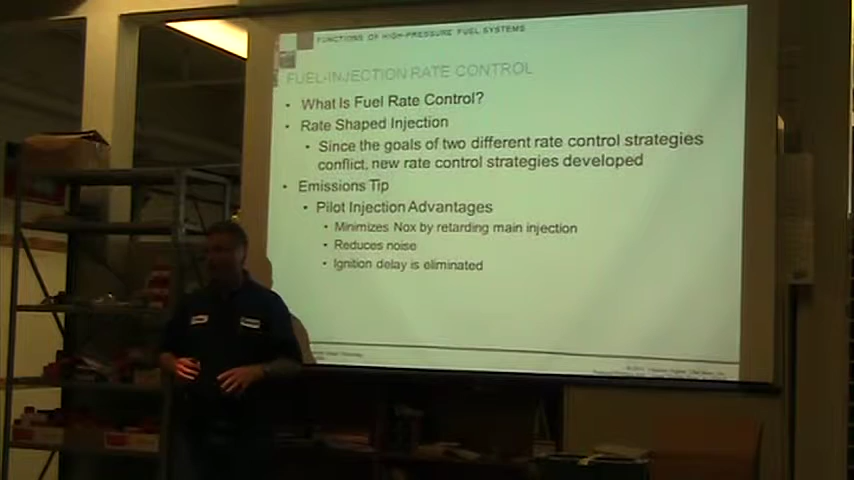 FUNCTIONS OF HIGH-PRESSURE FUEL SYSTEMS
FUEL-INJECTION RATE CONTROL
• What Is Fuel Rate Control?
• Rate Shaped Injection
• Since the goals of two different rate control strategies
conflict, new rate control strategies developed
• Emissions Tip
• Pilot Injection Advantages
• Minimizes Nox by retarding main injection
• Reduces noise
• Ignition delay is eliminated